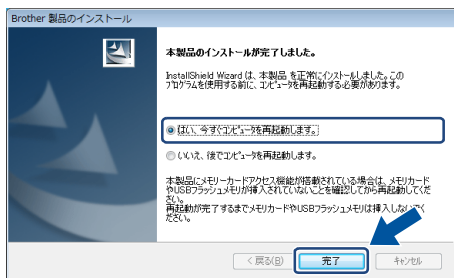 Brother 製品のインストール
本製品のインストールが完了しました。
InstallShield Wizard は、本製品 を正常にインストールしました。この
プログラムを使用する前に、コンピュータを再起動する必要があります。
はい、今すぐコンピュータを再起動します。
いいえ、後でコンピュータを再起動します。
本製品にメモリーカードアクセス機能が搭載されている場合は、メモリカード
やUSBフラッシュメモリが挿入されていないことを確認してから再起動してくだ
さい。
再起動が完了するまでメモリカードやUSBフラッシュメモリは挿入しないでく
ださい。
< 戻る(B)
完了
キャンセル